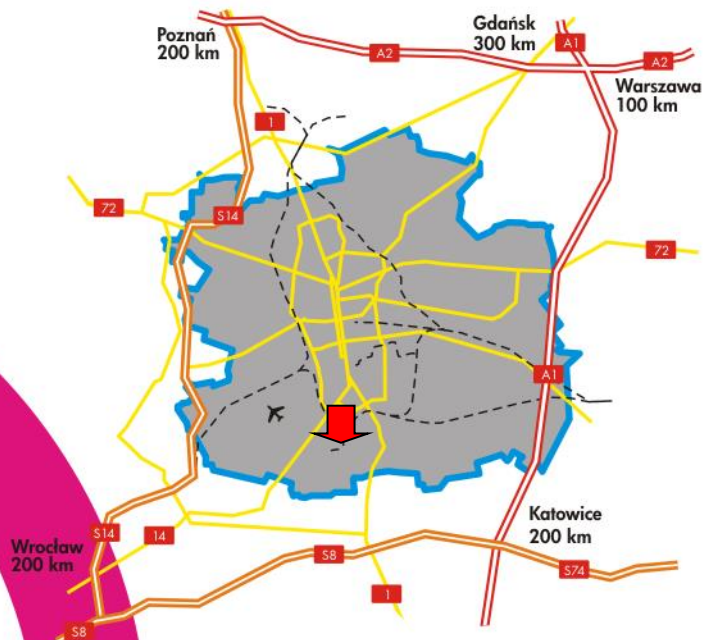 Poznań
200 km
Gdańsk
300 km
A1
A2
A2
Warszawa
100 km
1
72
S14
72
A1
Katowice
200 km
S14
14
Wrocław
200 km
S8
S74
1
S8